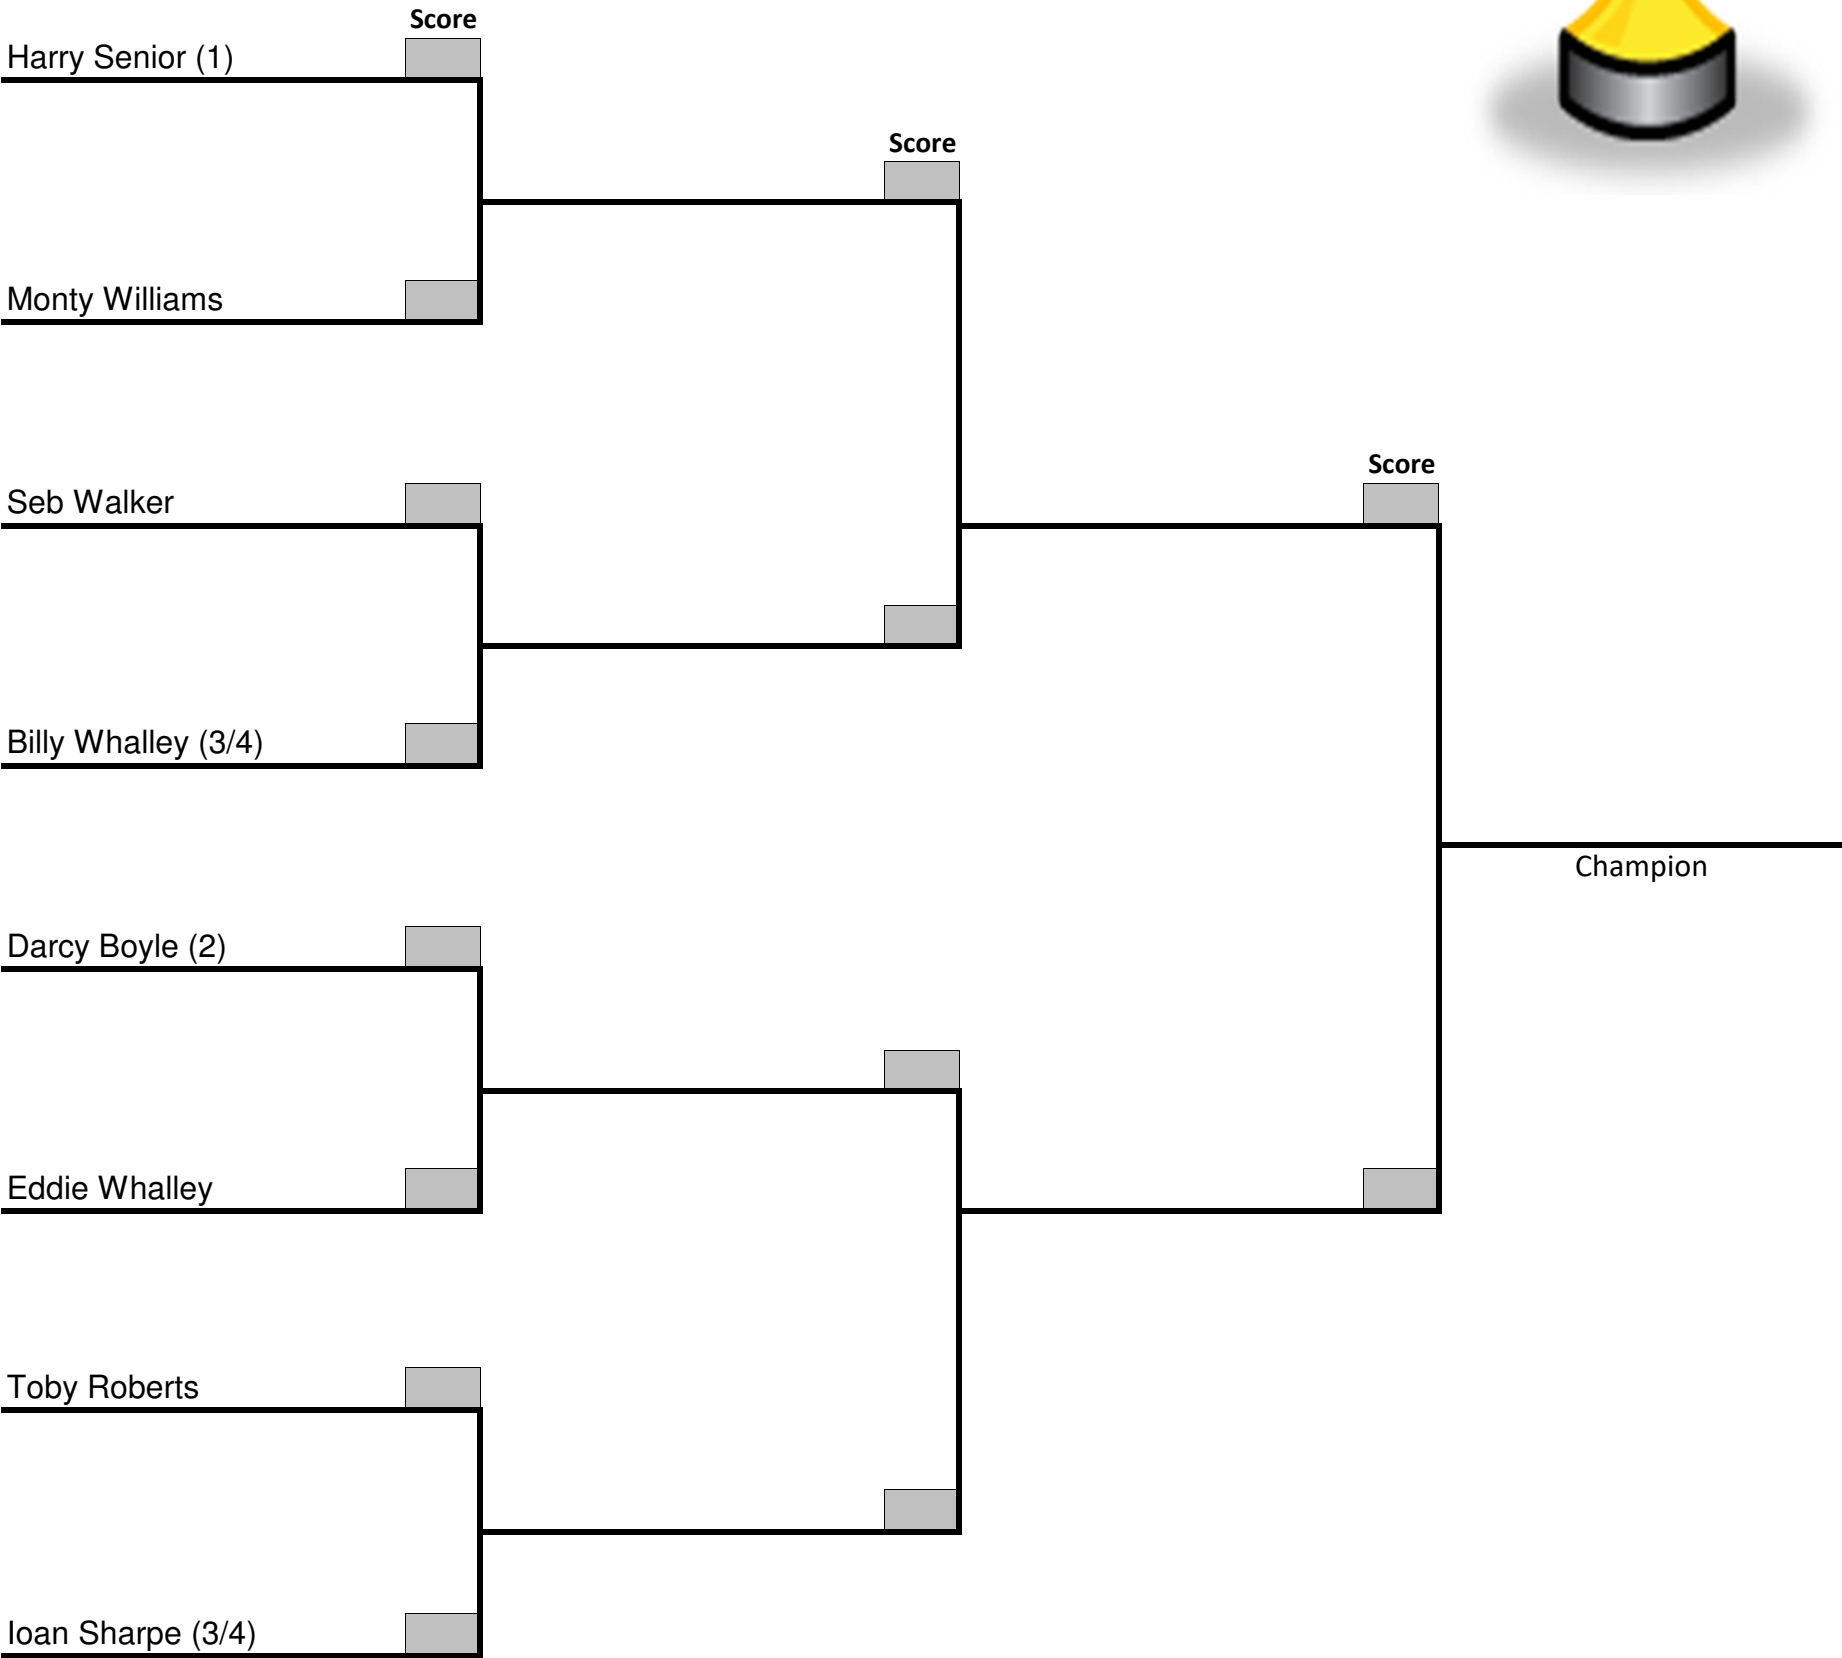 Score
Harry Senior (1)
Score
Monty Williams
Score
Seb Walker
Billy Whalley (3/4)
Champion
Darcy Boyle (2)
Eddie Whalley
Toby Roberts
Ioan Sharpe (3/4)